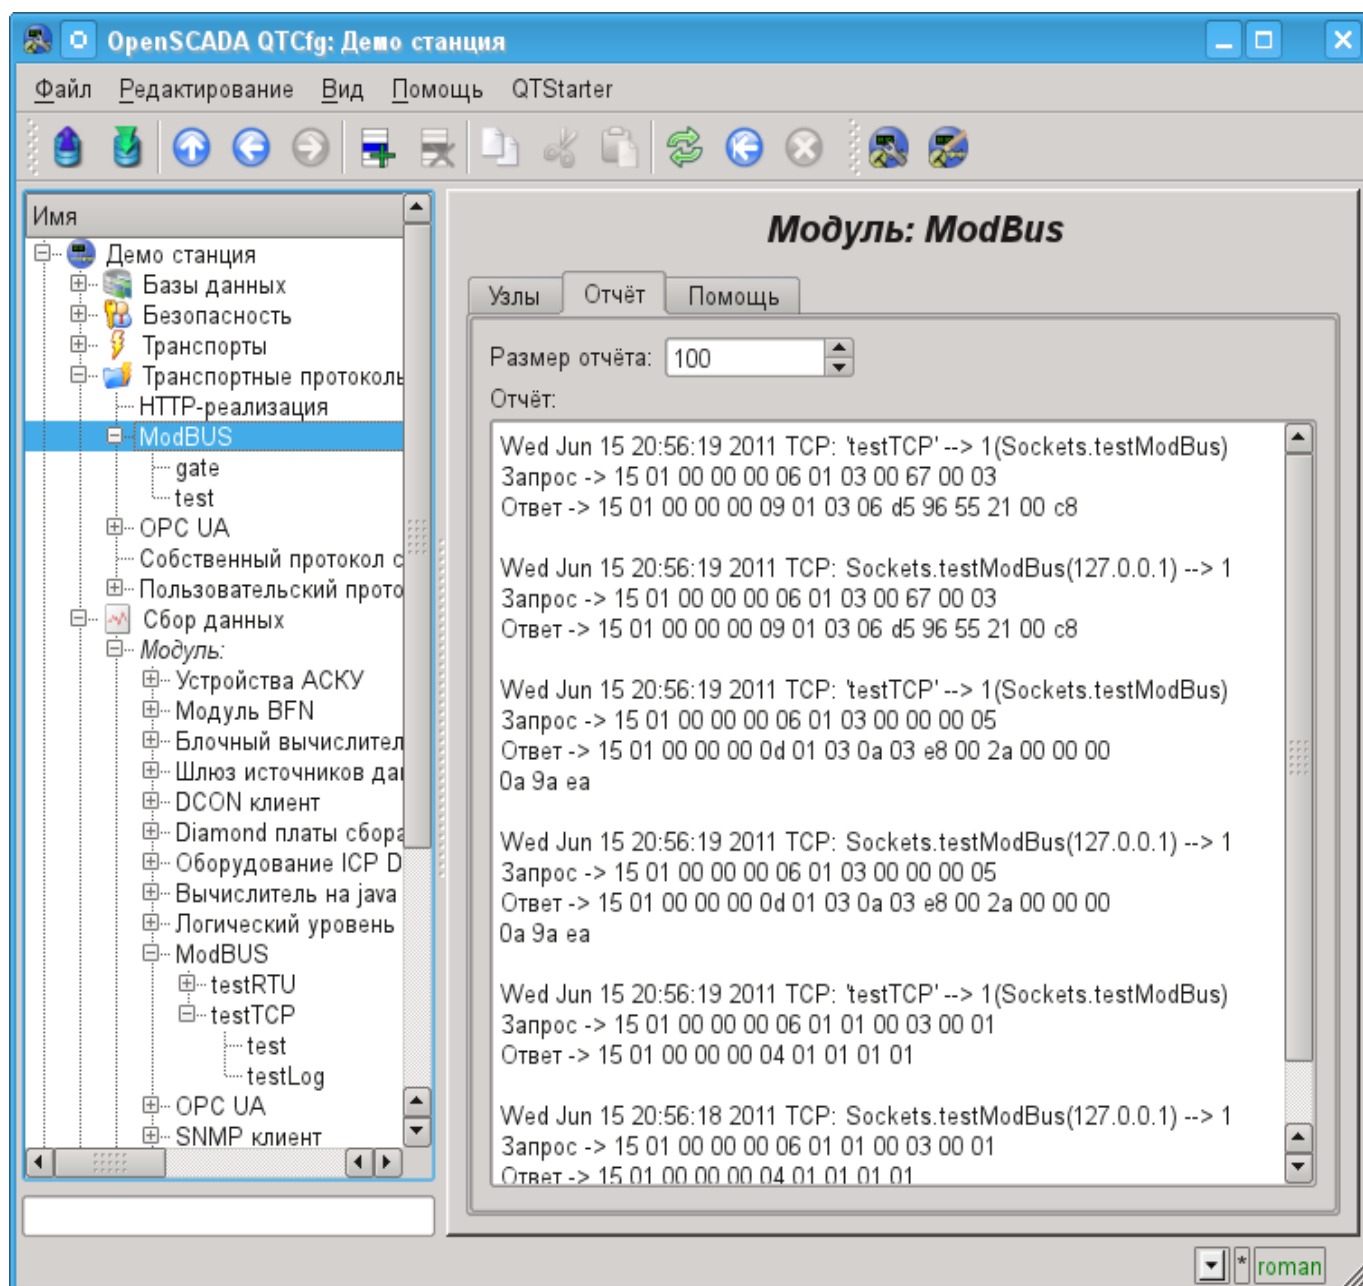 OpenSCADA QTCfg: Демо станция
Файл Редактирование Вид Помощь QTStarter
Имя
Демо станция
Базы данных
Безопасность
Транспорты
Транспортные протоколы
HTTP-реализация
ModBUS
gate
test
OPC UA
Собственный протокол с
Пользовательский прото
Сбор данных
Модуль:
Устройства АСКУ
Модуль BFN
Блочный вычислител
Шлюз источников да
DCON клиент
Diamond платы сбора
Оборудование ICP D
Вычислитель на java
Логический уровень
ModBUS
testRTU
testTCP
test
testLog
OPC UA
SNMP клиент
Модуль: ModBus
Узлы Отчёт Помощь
Размер отчёта: 100
Отчёт:
Wed Jun 15 20:56:19 2011 TCP: 'testTCP' --> 1(Sockets.testModBus)
Запрос -> 15 01 00 00 00 06 01 03 00 67 00 03
Ответ -> 15 01 00 00 00 09 01 03 06 d5 96 55 21 00 c8
Wed Jun 15 20:56:19 2011 TCP: Sockets.testModBus(127.0.0.1) --> 1
Запрос -> 15 01 00 00 00 06 01 03 00 67 00 03
Ответ -> 15 01 00 00 00 09 01 03 06 d5 96 55 21 00 c8
Wed Jun 15 20:56:19 2011 TCP: 'testTCP' --> 1(Sockets.testModBus)
Запрос -> 15 01 00 00 00 06 01 03 00 00 00 05
Ответ -> 15 01 00 00 00 0d 01 03 0a 03 e8 00 2a 00 00 00
0a 9a ea
Wed Jun 15 20:56:19 2011 TCP: Sockets.testModBus(127.0.0.1) --> 1
Запрос -> 15 01 00 00 00 06 01 03 00 00 00 05
Ответ -> 15 01 00 00 00 0d 01 03 0a 03 e8 00 2a 00 00 00
0a 9a ea
Wed Jun 15 20:56:19 2011 TCP: 'testTCP' --> 1(Sockets.testModBus)
Запрос -> 15 01 00 00 00 06 01 01 00 03 00 01
Ответ -> 15 01 00 00 00 04 01 01 01 01
Wed Jun 15 20:56:18 2011 TCP: Sockets.testModBus(127.0.0.1) --> 1
Запрос -> 15 01 00 00 00 06 01 01 00 03 00 01
Ответ -> 15 01 00 00 00 04 01 01 01 01
* roman